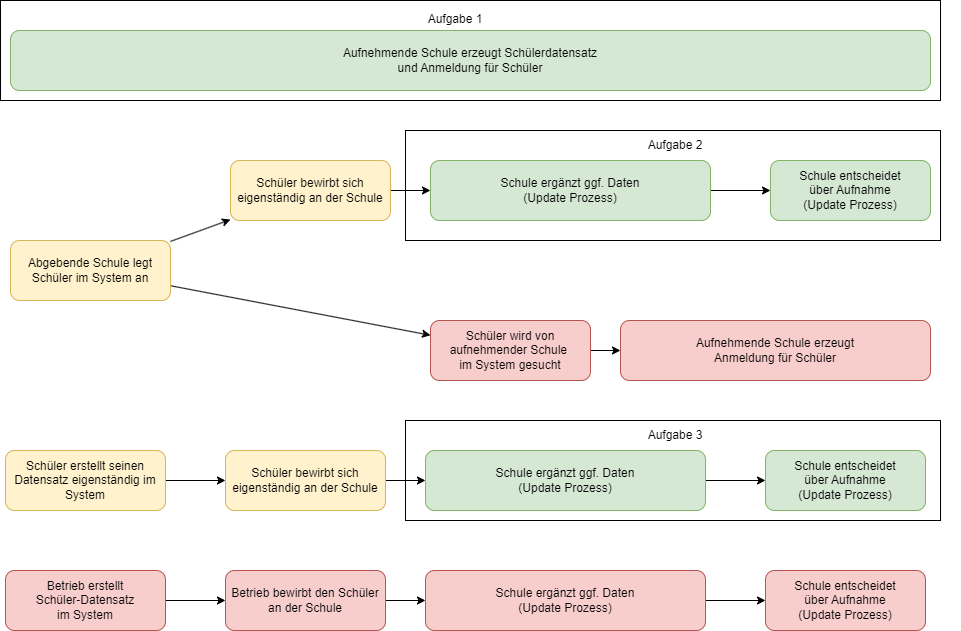 Aufgabe 1
Aufnehmende Schule erzeugt Schülerdatensatz
und Anmeldung für Schüler
Aufgabe 2
Schüler bewirbt sich
eigenständig an der Schule
Schule ergänzt ggf. Daten
(Update Prozess)
Schule entscheidet
über Aufnahme
(Update Prozess)
Abgebende Schule legt
Schüler im System an
Schüler wird von
aufnehmender Schule
im System gesucht
Aufnehmende Schule erzeugt
Anmeldung für Schüler
Aufgabe 3
Schüler erstellt seinen
Datensatz eigenständig im
System
Schüler bewirbt sich
eigenständig an der Schule
Schule ergänzt ggf. Daten
(Update Prozess)
Schule entscheidet
über Aufnahme
(Update Prozess)
Betrieb erstellt
Schüler-Datensatz
im System
Betrieb bewirbt den Schüler
an der Schule
Schule ergänzt ggf. Daten
(Update Prozess)
Schule entscheidet
über Aufnahme
(Update Prozess)